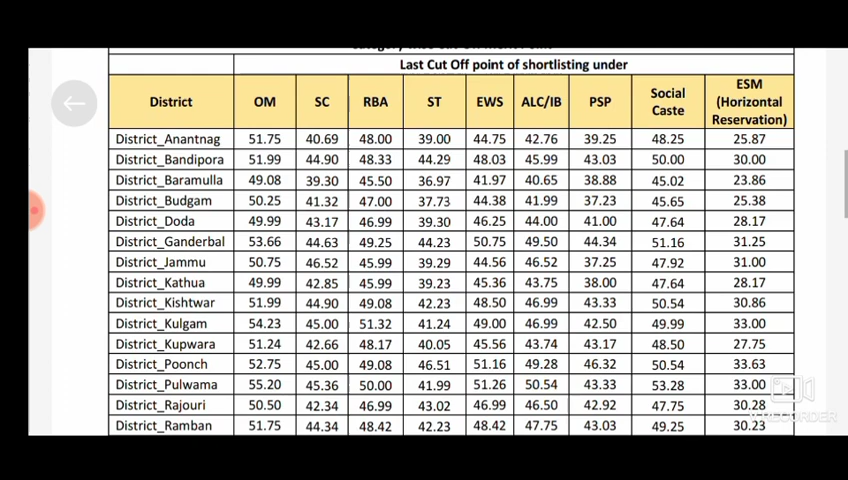 Last Cut Off point of shortlisting under
District OM SC RBA ST EWS ALC/IB PSP Social Caste ESM (Horizontal Reservation)
District_Anantnag 51.75 40.69 48.00 39.00 44.75 42.76 39.25 48.25 25.87
District_Bandipora 51.99 44.90 48.33 44.29 48.03 45.99 43.03 50.00 30.00
District_Baramulla 49.08 39.30 45.50 36.97 41.97 40.65 38.88 45.02 23.86
District_Budgam 50.25 41.32 47.00 37.73 44.38 41.99 37.23 45.65 25.38
District_Doda 49.99 43.17 46.99 39.30 46.25 44.00 41.00 47.64 28.17
District_Ganderbal 53.66 44.63 49.25 44.23 50.75 49.50 44.34 51.16 31.25
District_Jammu 50.75 46.52 45.99 39.29 44.56 46.52 37.25 47.92 31.00
District_Kathua 49.99 42.85 45.99 39.23 45.36 43.75 38.00 47.64 28.17
District_Kishtwar 51.99 44.90 49.08 42.23 48.50 46.99 43.33 50.54 30.86
District_Kulgam 54.23 45.00 51.32 41.24 49.00 46.99 42.50 49.99 33.00
District_Kupwara 51.24 42.66 48.17 40.05 45.56 43.74 43.17 48.50 27.75
District_Poonch 52.75 45.00 49.08 46.51 51.16 49.28 46.32 50.54 33.63
District_Pulwama 55.20 45.36 50.00 41.99 51.26 50.54 43.33 53.28 33.00
District_Rajouri 50.50 42.34 46.99 43.02 46.99 46.50 42.92 47.75 30.28
District_Ramban 51.75 44.34 48.42 42.23 48.42 47.75 43.03 49.25 30.23